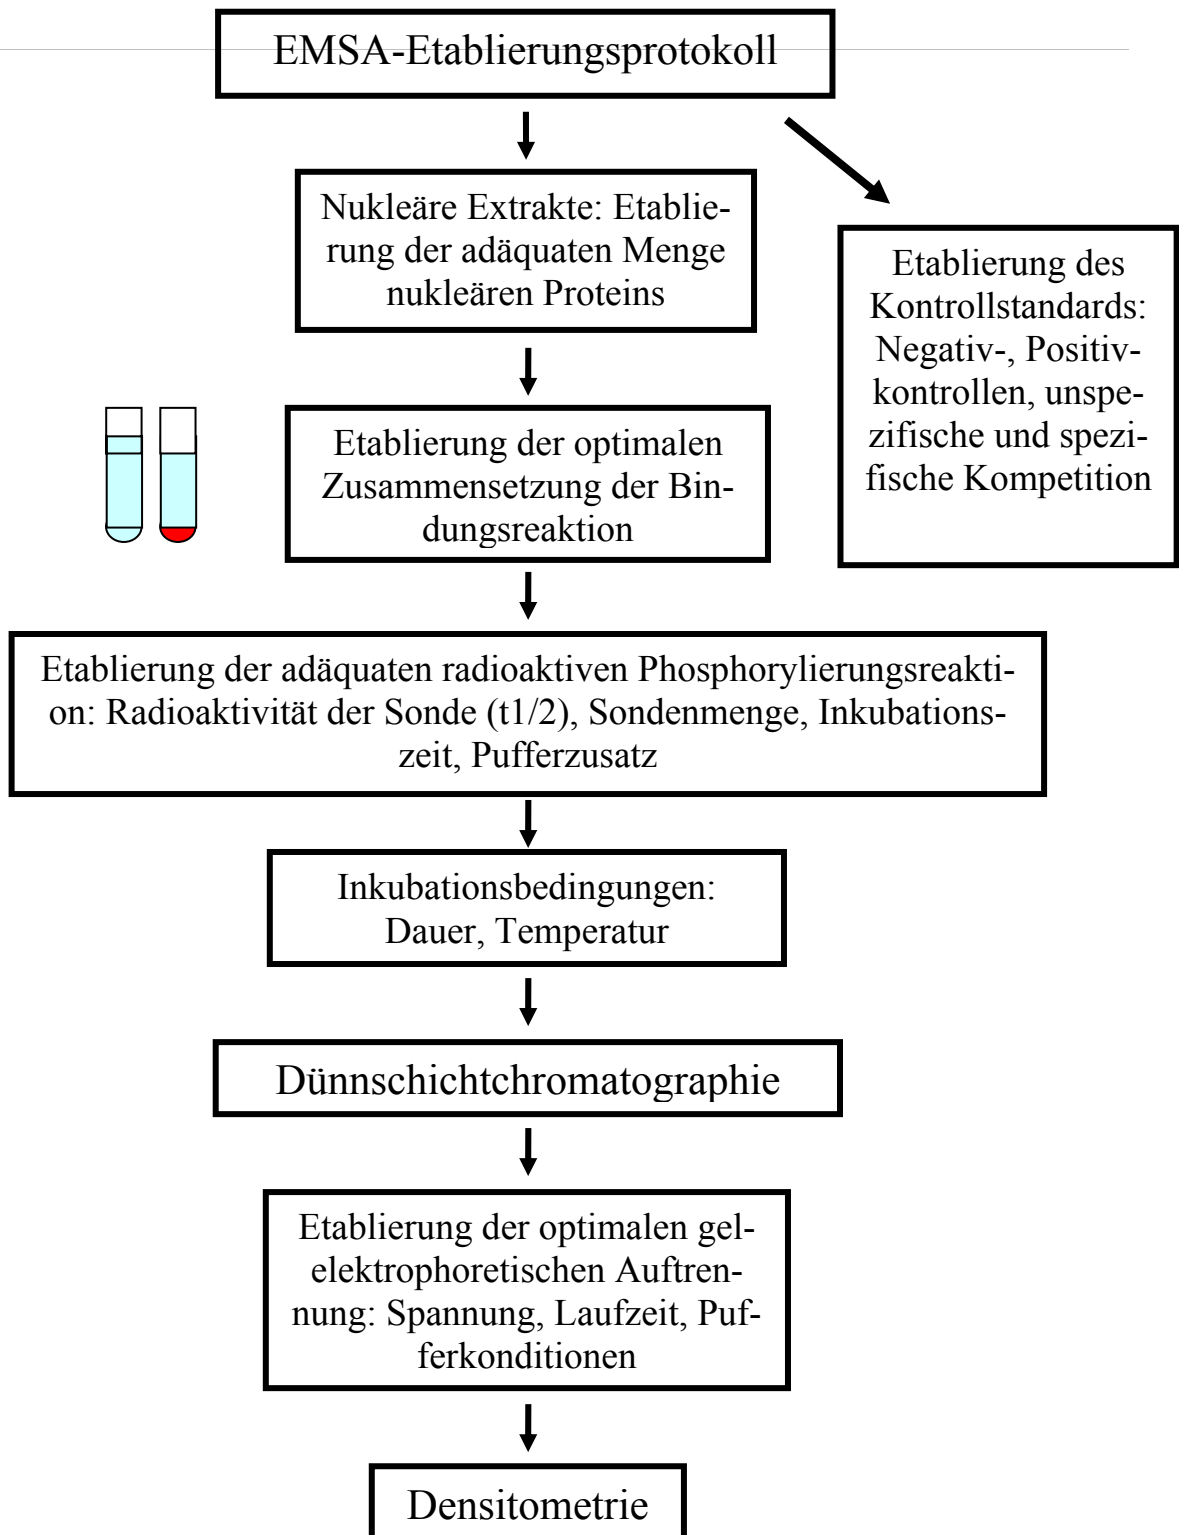 EMSA-Etablierungsprotokoll
Nukleäre Extrakte: Etablie-
rung der adäquaten Menge
nukleären Proteins
Etablierung des
Kontrollstandards:
Negativ-, Positiv-
kontrollen, unspe-
zifische und spezi-
fische Kompetition
Etablierung der optimalen
Zusammensetzung der Bin-
dungsreaktion
Etablierung der adäquaten radioaktiven Phosphorylierungsreakti-
on: Radioaktivität der Sonde (t1/2), Sondenmenge, Inkubations-
zeit, Pufferzusatz
Inkubationsbedingungen:
Dauer, Temperatur
Dünnschichtchromatographie
Etablierung der optimalen gel-
elektrophoretischen Auftren-
nung: Spannung, Laufzeit, Puf-
ferkonditionen
Densitometrie